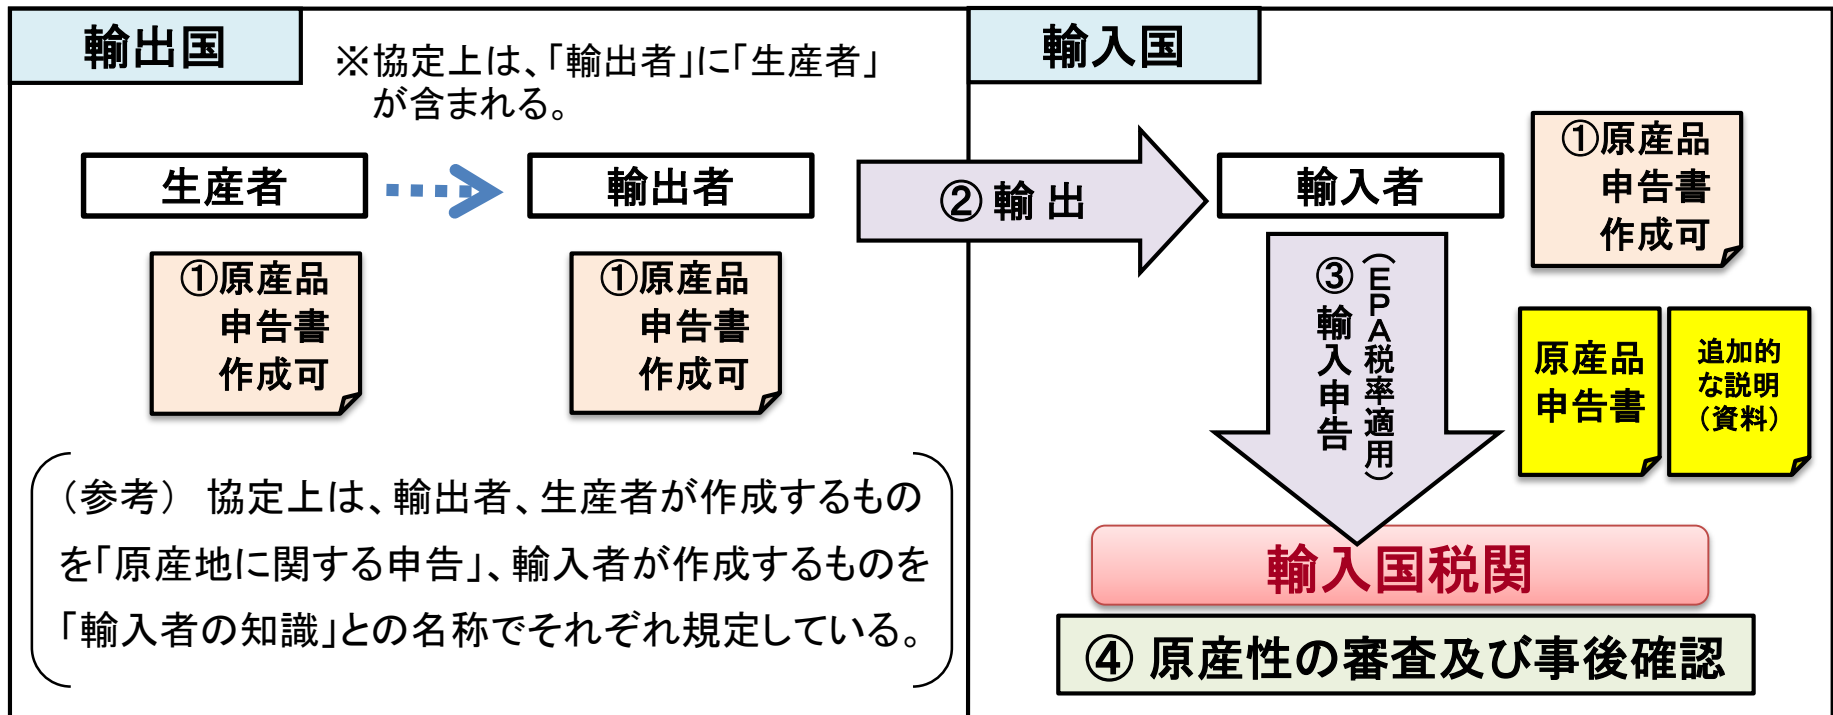 輸出国
※協定上は、「輸出者」に「生産者」
が含まれる。
生産者
輸出者
①原産品
申告書
作成可
①原産品
申告書
作成可
（参考） 協定上は、輸出者、生産者が作成するもの
を「原産地に関する申告」、輸入者が作成するものを
「輸入者の知識」との名称でそれぞれ規定している。
② 輸 出
輸入国
輸入者
①原産品
申告書
作成可
③輸入申告
（ＥＰＡ税率適用）
原産品
申告書
追加的
な説明
（資料）
輸入国税関
④ 原産性の審査及び事後確認